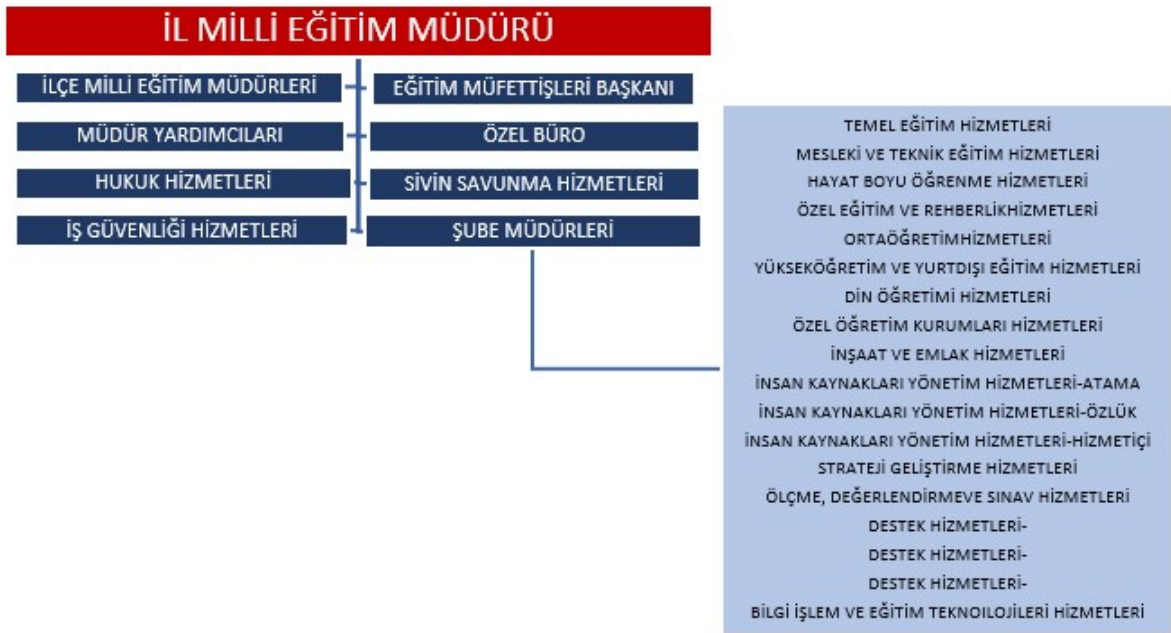 İL MİLLİ EĞİTİM MÜDÜRÜ
İLÇE MİLLİ EĞİTİM MÜDÜRLERİ
EĞİTİM MÜFETTİŞLERİ BAŞKANI
MÜDÜR YARDIMCILARI
ÖZEL BÜRO
HUKUK HİZMETLERİ
SİVİN SAVUNMA HİZMETLERİ
İŞ GÜVENLİĞİ HİZMETLERİ
ŞUBE MÜDÜRLERİ
TEMEL EĞİTİM HİZMETLERİ
MESLEKİ VE TEKNİK EĞİTİM HİZMETLERİ
HAYAT BOYU ÖĞRENME HİZMETLERİ
ÖZEL EĞİTİM VE REHBERLİKHİZMETLERİ
ORTAÖĞRETİMHİZMETLERİ
YÜKSEKÖĞRETİM VE YURTDIŞI EĞİTİM HİZMETLERİ
DİN ÖĞRETİMİ HİZMETLERİ
ÖZEL ÖĞRETİM KURUMLARI HİZMETLERİ
İNŞAAT VE EMLAK HİZMETLERİ
İNSAN KAYNAKLARI YÖNETİM HİZMETLERİ-ATAMA
İNSAN KAYNAKLARI YÖNETİM HİZMETLERİ-ÖZLÜK
İNSAN KAYNAKLARI YÖNETİM HİZMETLERİ-HİZMETİÇİ
STRATEJİ GELİŞTİRME HİZMETLERİ
ÖLÇME, DEĞERLENDİRMEVE SINAV HİZMETLERİ
DESTEK HİZMETLERİ-
DESTEK HİZMETLERİ-
DESTEK HİZMETLERİ-
BİLGİ İŞLEM VE EĞİTİM TEKNOILOJİLERİ HİZMETLERİ